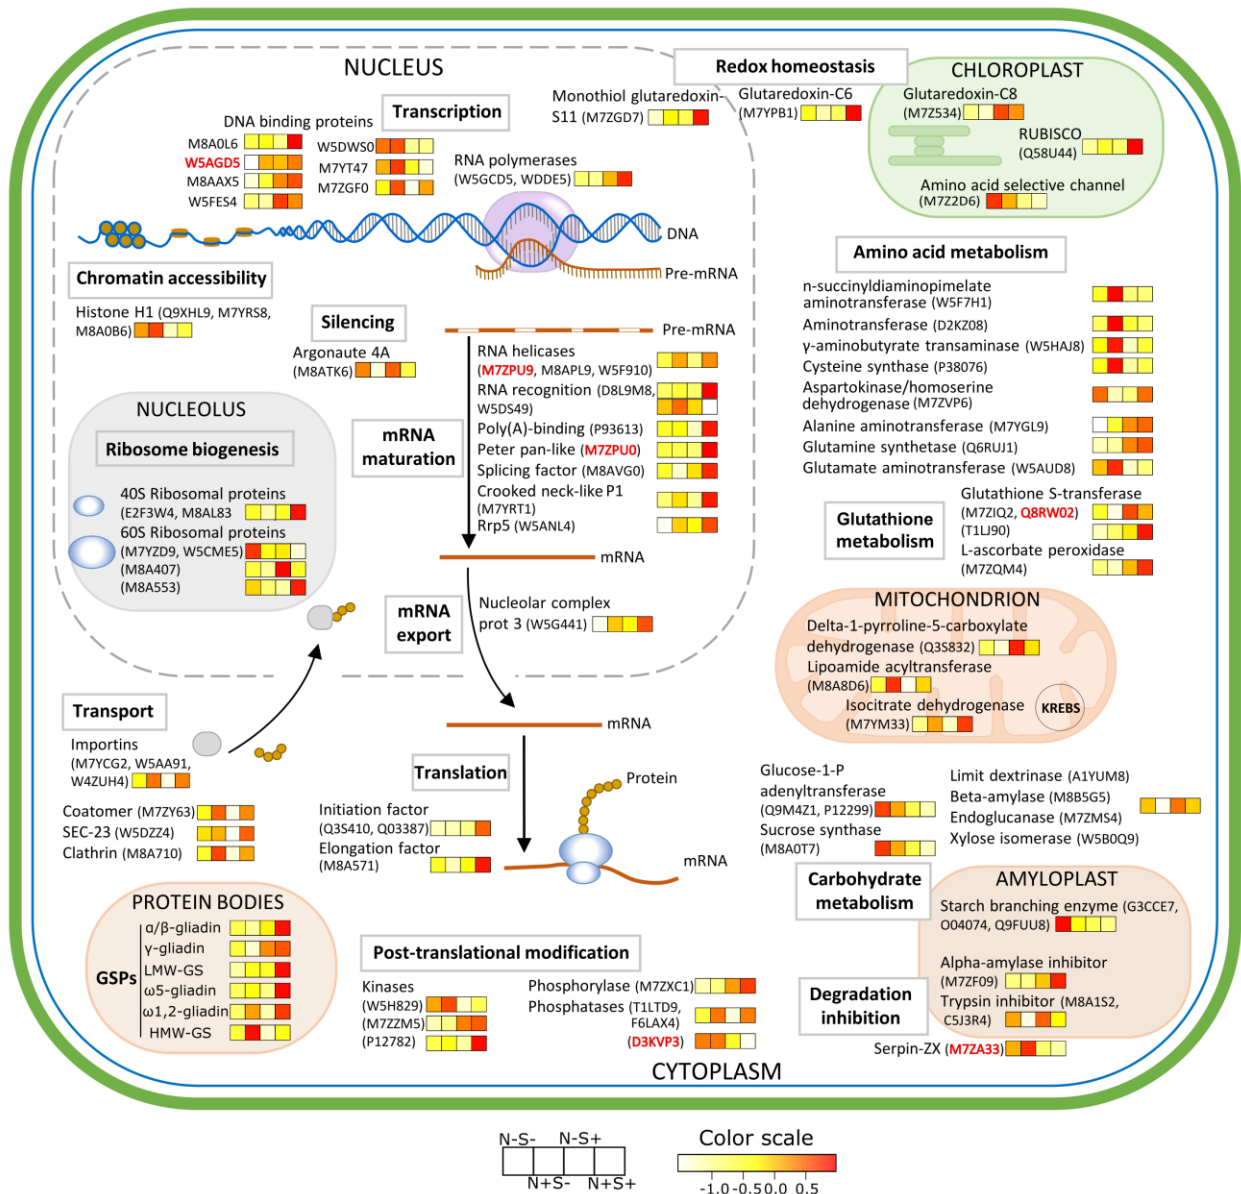 NUCLEUS
Redox homeostasis
Monothiol glutaredoxin-
S11 (M7ZGD7)
Glutaredoxin-C6
(M7YPB1)
CHLOROPLAST
Glutaredoxin-C8
(M7Z534)
RUBISCO
(Q58U44)
Amino acid selective channel
(M7Z2D6)
Transcription
DNA binding proteins
M8A0L6
W5AGD5
M8AAX5
W5FES4
W5DWS0
M7YT47
M7ZGF0
RNA polymerases
(W5GCD5, WDDE5)
DNA
Pre-mRNA
Chromatin accessibility
Histone H1 (Q9XHL9, M7YRS8,
M8A0B6)
Silencing
Argonaute 4A
(M8ATK6)
Pre-mRNA
mRNA
maturation
RNA helicases
(M7ZPU9, M8APL9, W5F910)
RNA recognition (D8L9M8,
W5DS49)
Poly(A)-binding (P93613)
Peter pan-like (M7ZPU0)
Splicing factor (M8AVG0)
Crooked neck-like P1
(M7YRT1)
Rrp5 (W5ANL4)
mRNA
NUCLEOLUS
Ribosome biogenesis
40S Ribosomal proteins
(E2F3W4, M8AL83
60S Ribosomal proteins
(M7YZD9, W5CME5)
(M8A407)
(M8A553)
mRNA
export
Nucleolar complex
prot 3 (W5G441)
Amino acid metabolism
n-succinyldiaminopimelate
aminotransferase (W5F7H1)
Aminotransferase (D2KZ08)
γ-aminobutyrate transaminase (W5HAJ8)
Cysteine synthase (P38076)
Aspartokinase/homoserine
dehydrogenase (M7ZVP6)
Alanine aminotransferase (M7YGL9)
Glutamine synthetase (Q6RUJ1)
Glutamate aminotransferase (W5AUD8)
Glutathione
metabolism
Glutathione S-transferase
(M7ZIQ2, Q8RW02)
(T1LJ90)
L-ascorbate peroxidase
(M7ZQM4)
MITOCHONDRION
Delta-1-pyrroline-5-carboxylate
dehydrogenase (Q3S832)
Lipoamide acyltransferase
(M8A8D6)
Isocitrate dehydrogenase
(M7YM33)
KREBS
Transport
Importins
(M7YCG2, W5AA91,
W4ZUH4)
Coatomer (M7ZY63)
SEC-23 (W5DZZ4)
Clathrin (M8A710)
mRNA
Translation
Initiation factor
(Q3S410, Q03387)
Elongation factor
(M8A571)
Protein
mRNA
Glucose-1-P
adenyltransferase
(Q9M4Z1, P12299)
Sucrose synthase
(M8A0T7)
Limit dextrinase (A1YUM8)
Beta-amylase (M8B5G5)
Endoglucanase (M7ZMS4)
Xylose isomerase (W5B0Q9)
Carbohydrate
metabolism
AMYLOPLAST
Starch branching enzyme (G3CCE7,
O04074, Q9FUU8)
Alpha-amylase inhibitor
(M7ZF09)
Trypsin inhibitor (M8A1S2,
C5J3R4)
Degradation
inhibition
Serpin-ZX (M7ZA33)
PROTEIN BODIES
GSPs
α/β-gliadin
γ-gliadin
LMW-GS
ω5-gliadin
ω1,2-gliadin
HMW-GS
Post-translational modification
Kinases
(W5H829)
(M7ZZM5)
(P12782)
Phosphorylase (M7ZXC1)
Phosphatases (T1LTD9,
F6LAX4)
(D3KVP3)
CYTOPLASM
N-S- N-S+
N+S- N+S+
Color scale
-1.0 -0.5 0.0 0.5